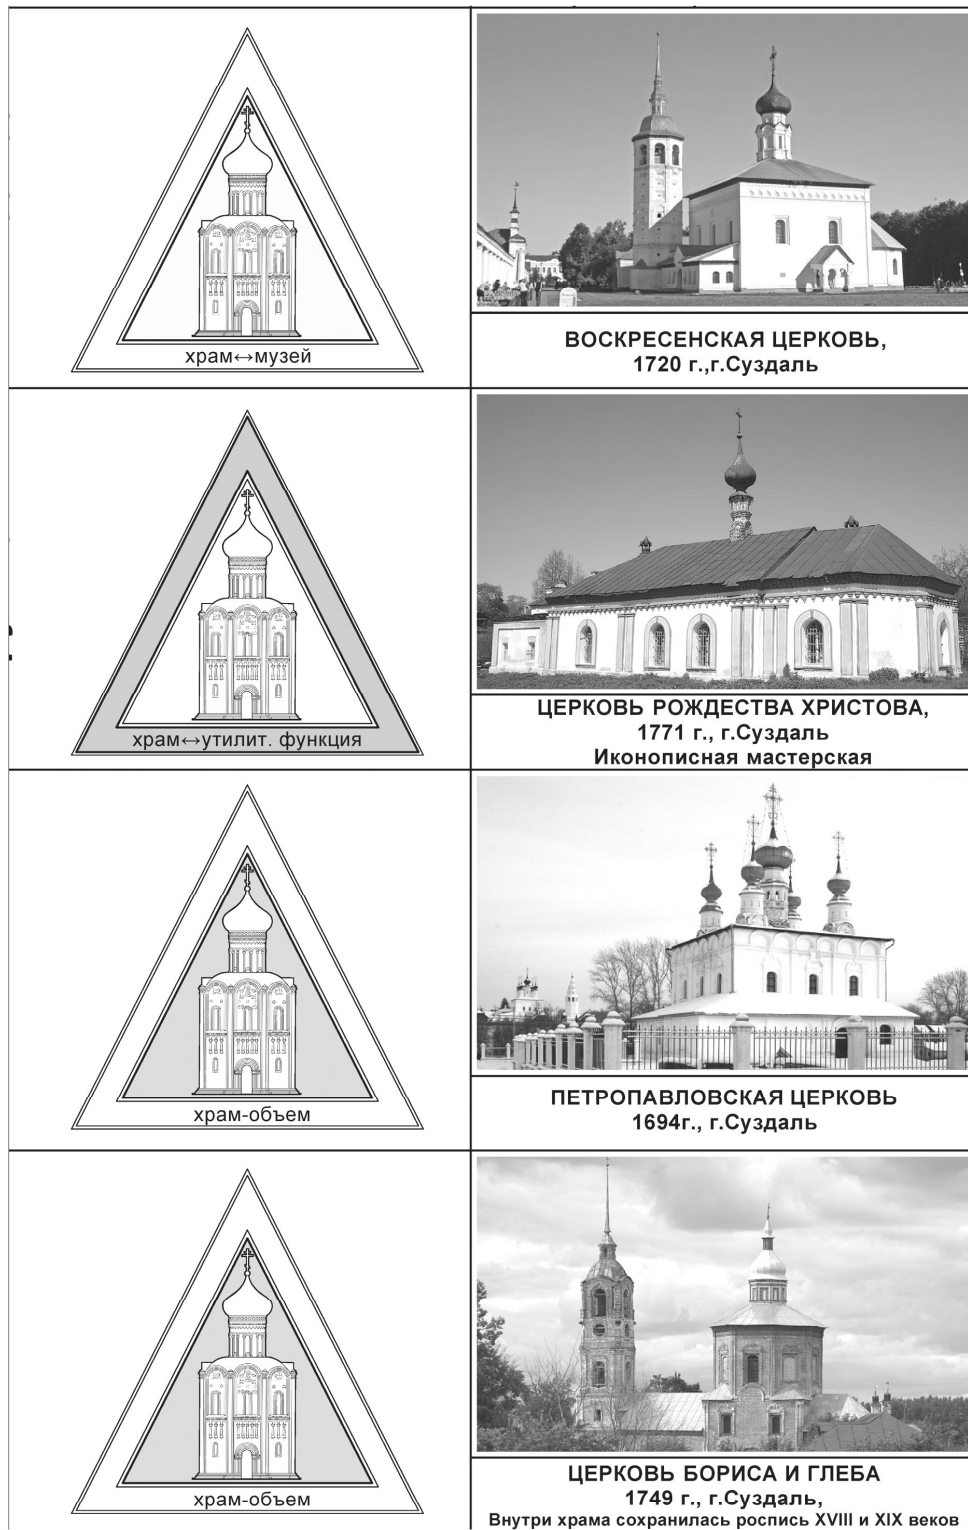 храм↔музей
ВОСКРЕСЕНСКАЯ ЦЕРКОВЬ,
1720 г.,г.Суздаль
храм↔утилит. функция
ЦЕРКОВЬ РОЖДЕСТВА ХРИСТОВА,
1771 г., г.Суздаль
Иконописная мастерская
храм-объем
ПЕТРОПАВЛОВСКАЯ ЦЕРКОВЬ
1694г., г.Суздаль
храм-объем
ЦЕРКОВЬ БОРИСА И ГЛЕБА
1749 г., г.Суздаль,
Внутри храма сохранилась роспись XVIII и XIX веков